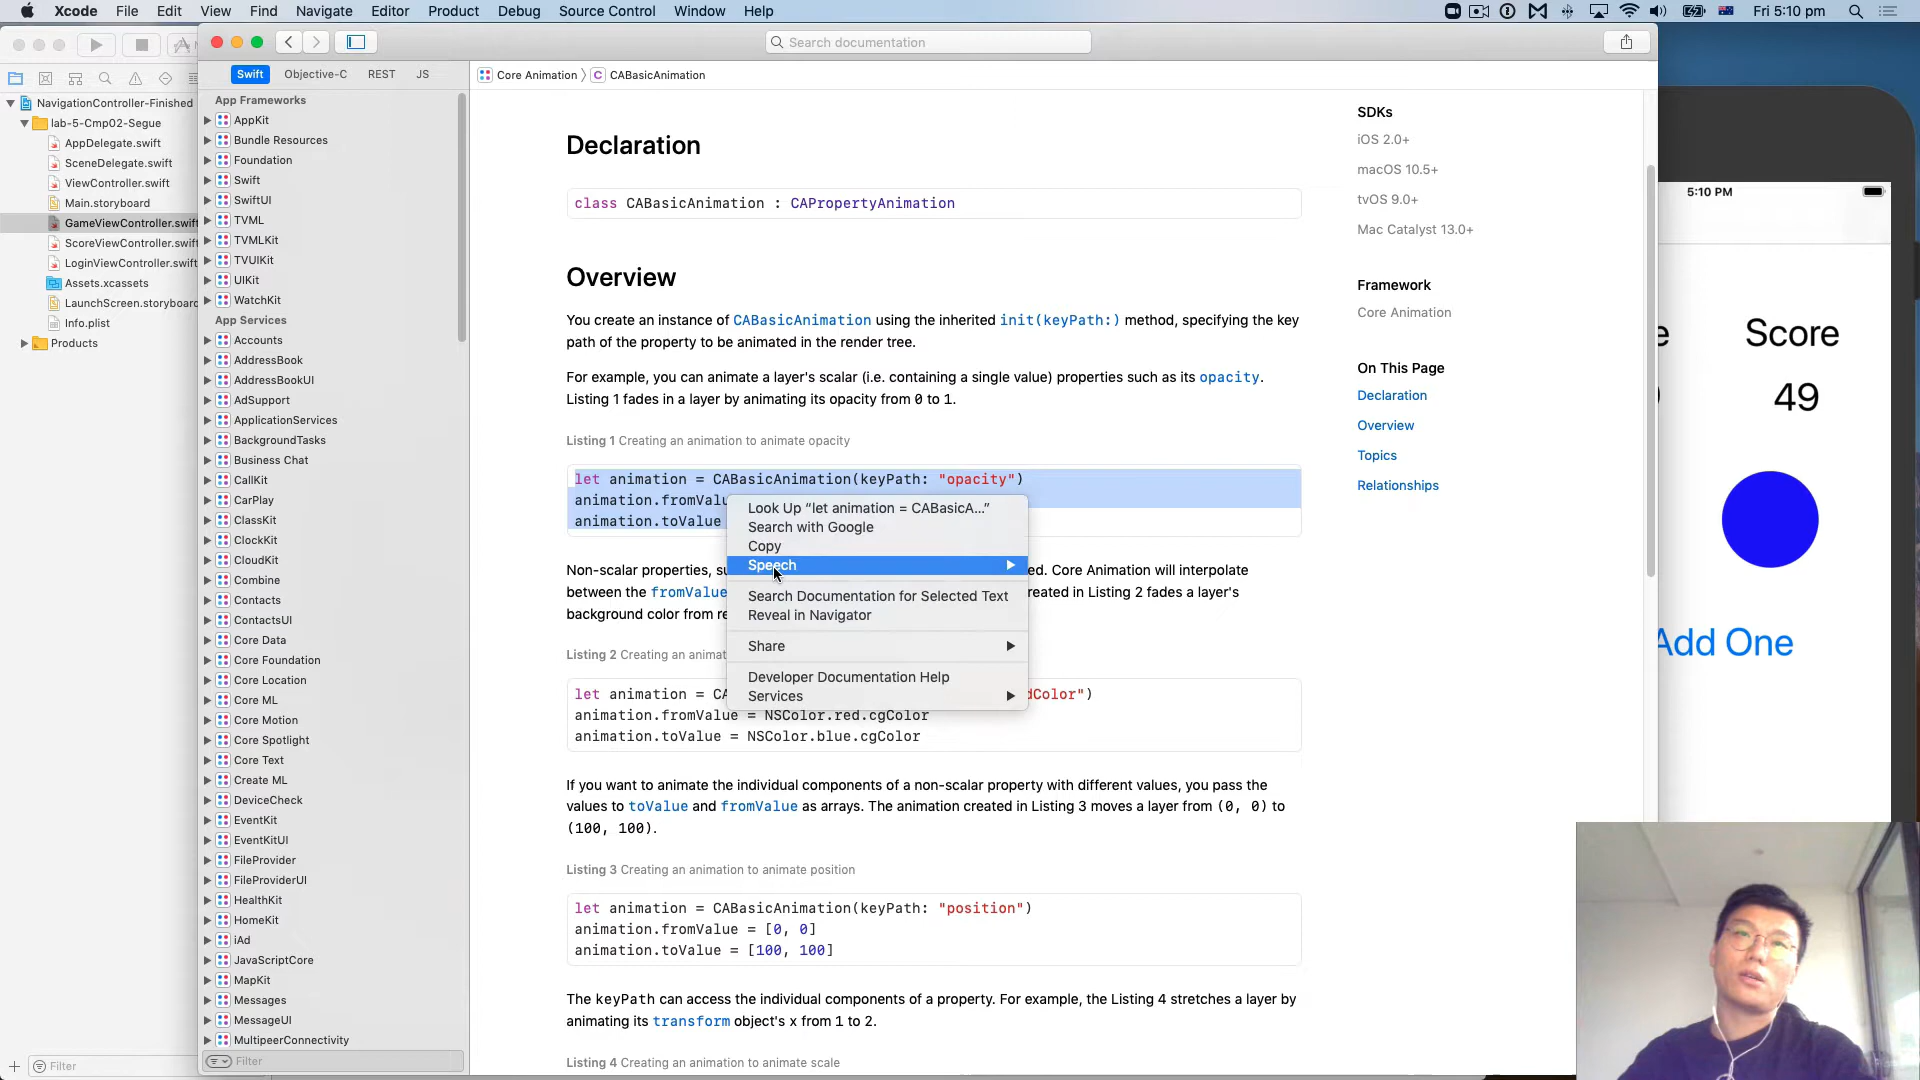 Xcode File Edit View Find Navigate Editor Product Debug Source Control Window Help
Fri 5:10 pm
Search documentation
Swift Objective-C REST JS
Core Animation
CABasicAnimation
NavigationController-Finished
lab-5-Cmp02-Segue
AppDelegate.swift
SceneDelegate.swift
ViewController.swift
Main.storyboard
GameViewController.swift
ScoreViewController.swift
LoginViewController.swift
Assets.xcassets
LaunchScreen.storyboard
Info.plist
Products
Filter
App Frameworks
AppKit
Bundle Resources
Foundation
Swift
SwiftUI
TVML
TVMLKit
TVUIKit
UIKit
WatchKit
App Services
Accounts
AddressBook
AddressBookUI
AdSupport
ApplicationServices
BackgroundTasks
Business Chat
CallKit
CarPlay
ClassKit
ClockKit
CloudKit
Combine
Contacts
ContactsUI
Core Data
Core Foundation
Core Location
Core ML
Core Motion
Core Spotlight
Core Text
Create ML
DeviceCheck
EventKit
EventKitUI
FileProvider
FileProviderUI
HealthKit
HomeKit
iAd
JavaScriptCore
MapKit
Messages
MessageUI
MultipeerConnectivity
Filter
Declaration
class CABasicAnimation : CAPropertyAnimation
Overview
You create an instance of CABasicAnimation using the inherited init(keyPath:) method, specifying the key
path of the property to be animated in the render tree.
For example, you can animate a layer's scalar (i.e. containing a single value) properties such as its opacity.
Listing 1 fades in a layer by animating its opacity from 0 to 1.
Listing 1 Creating an animation to animate opacity
let animation = CABasicAnimation(keyPath: "opacity")
animation.fromValu
animation.toValue
Look Up “let animation = CABasicA...”
Search with Google
Copy
Speech
Search Documentation for Selected Text
Reveal in Navigator
Share
Developer Documentation Help
Services
Non-scalar properties, su ed. Core Animation will interpolate
between the fromValue reated in Listing 2 fades a layer's
background color from re
Listing 2 Creating an animat
let animation = CA dColor")
animation.fromValue = NSColor.red.cgColor
animation.toValue = NSColor.blue.cgColor
If you want to animate the individual components of a non-scalar property with different values, you pass the
values to toValue and fromValue as arrays. The animation created in Listing 3 moves a layer from (0, 0) to
(100, 100).
Listing 3 Creating an animation to animate position
let animation = CABasicAnimation(keyPath: "position")
animation.fromValue = [0, 0]
animation.toValue = [100, 100]
The keyPath can access the individual components of a property. For example, the Listing 4 stretches a layer by
animating its transform object's x from 1 to 2.
Listing 4 Creating an animation to animate scale
SDKs
iOS 2.0+
macOS 10.5+
tvOS 9.0+
Mac Catalyst 13.0+
Framework
Core Animation
On This Page
Declaration
Overview
Topics
Relationships
5:10 PM
e Score
49
Add One